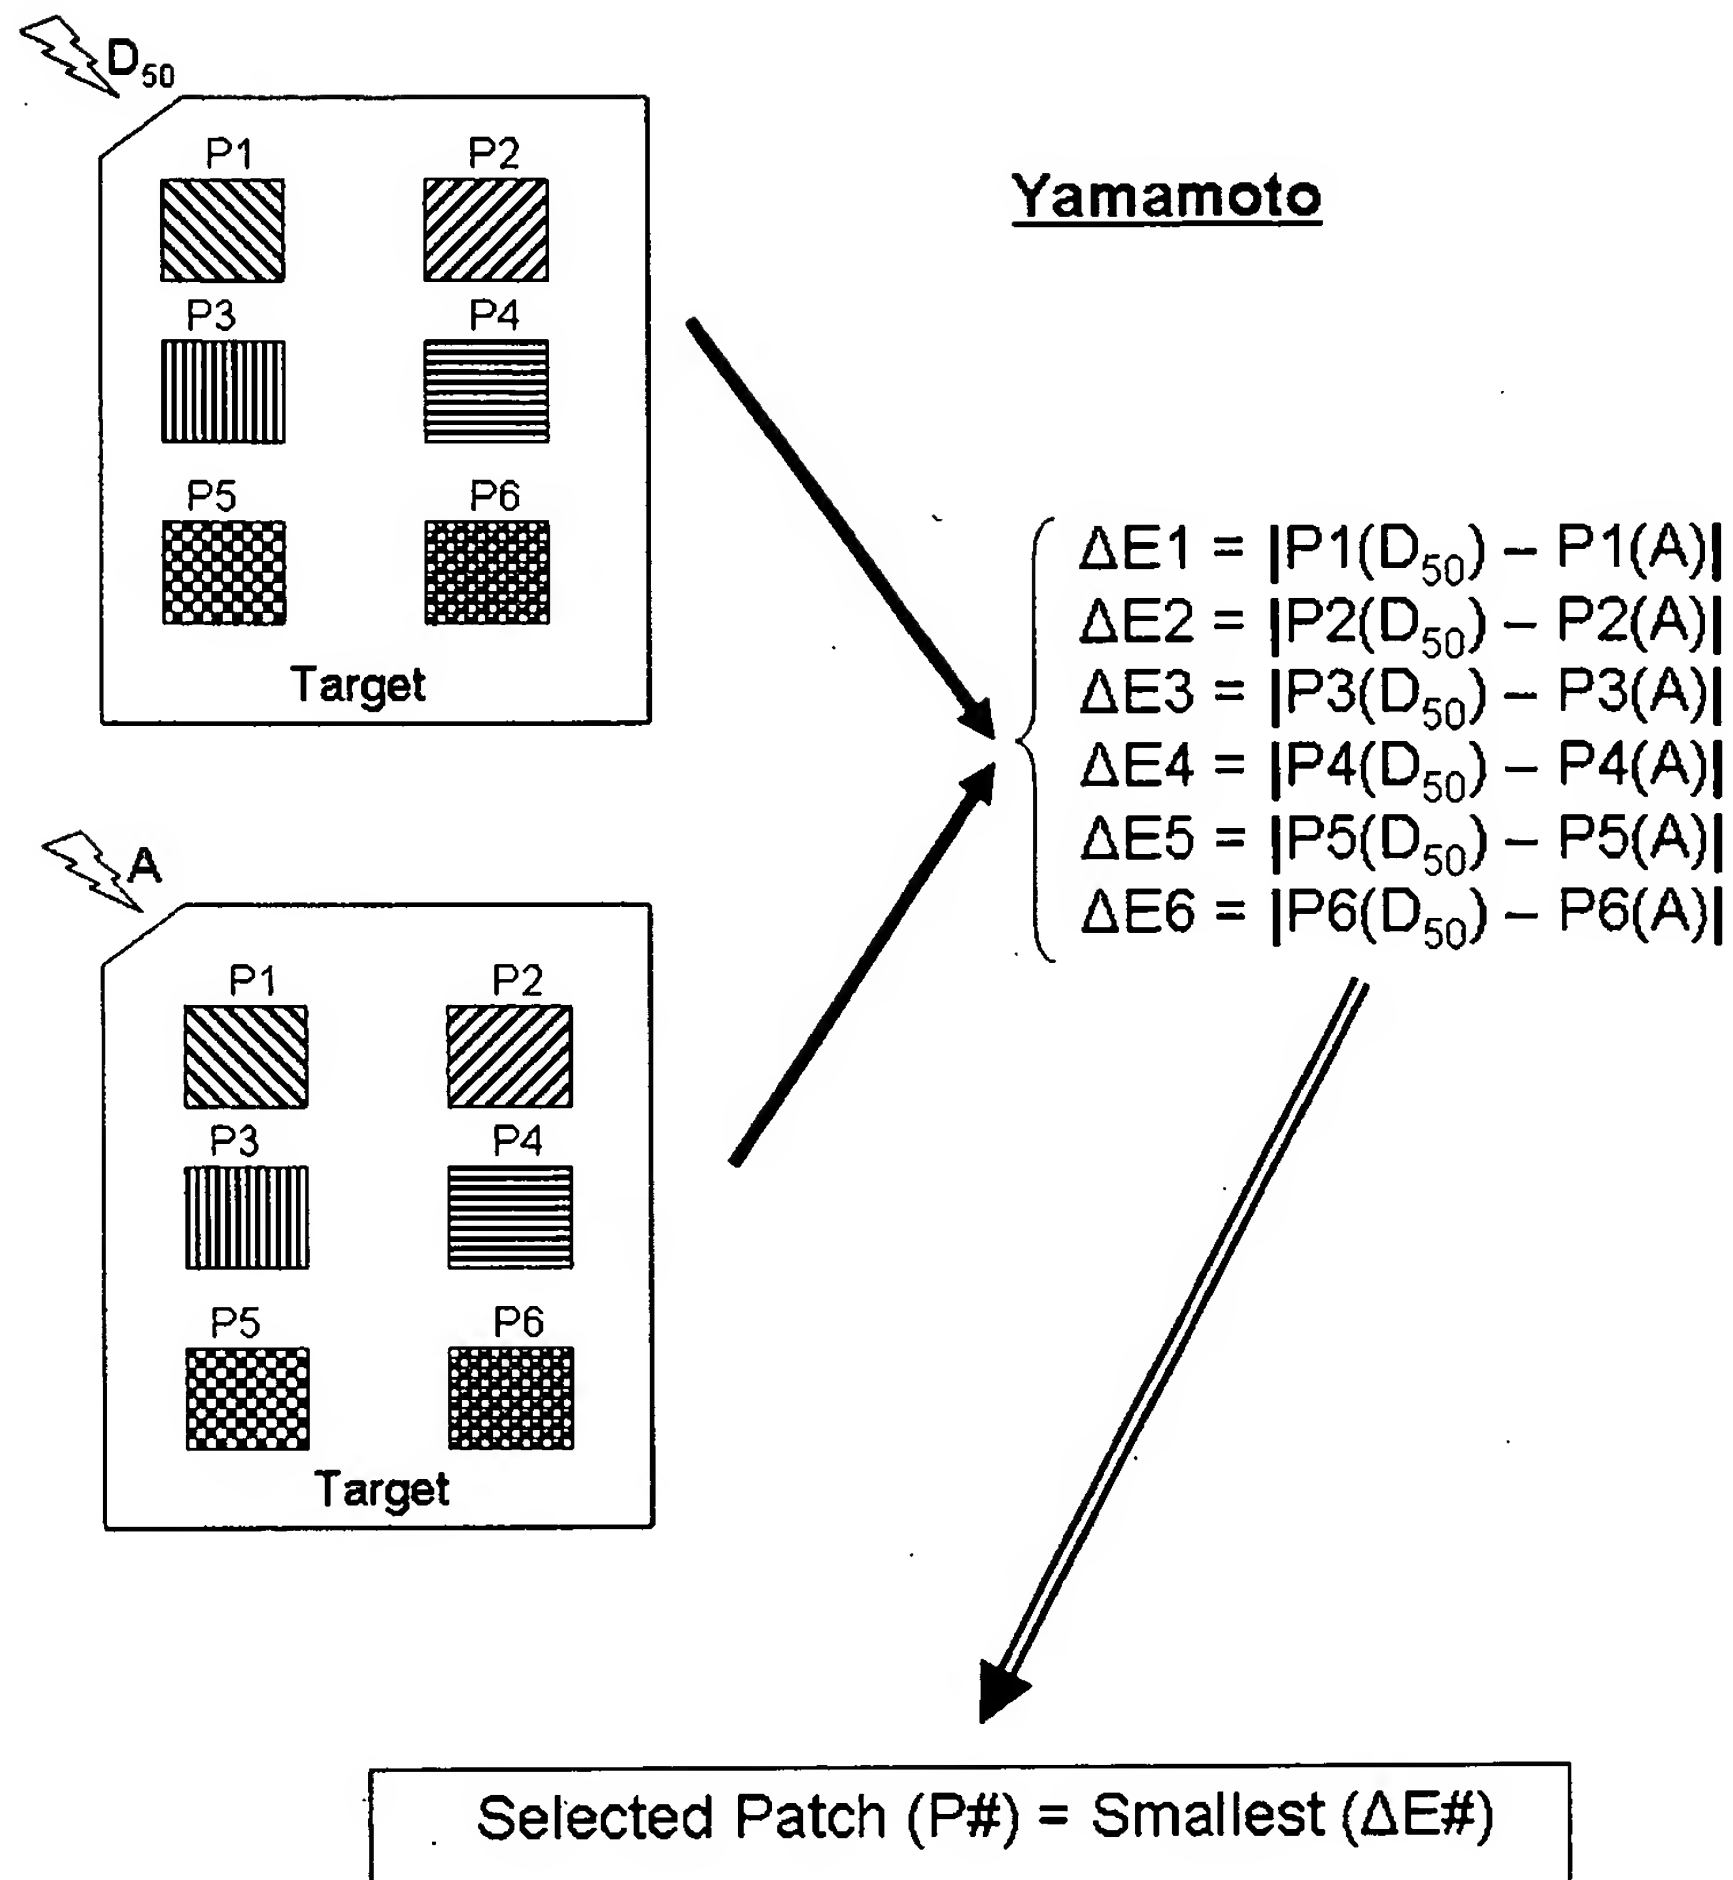 D50
P1 P2
P3 P4
P5 P6
Target
Yamamoto
ΔE1 = |P1(D50) – P1(A)|
ΔE2 = |P2(D50) – P2(A)|
ΔE3 = |P3(D50) – P3(A)|
ΔE4 = |P4(D50) – P4(A)|
ΔE5 = |P5(D50) – P5(A)|
ΔE6 = |P6(D50) – P6(A)|
A
P1 P2
P3 P4
P5 P6
Target
Selected Patch (P#) = Smallest (ΔE#)